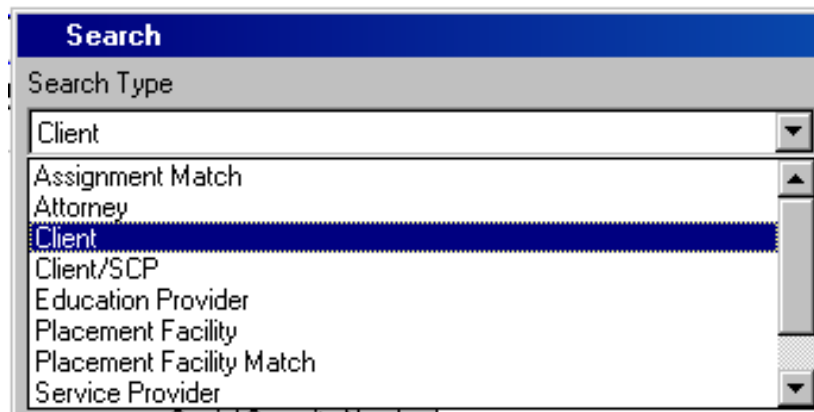 Search
Search Type
Client
Assignment Match
Attorney
Client
Client/SCP
Education Provider
Placement Facility
Placement Facility Match
Service Provider